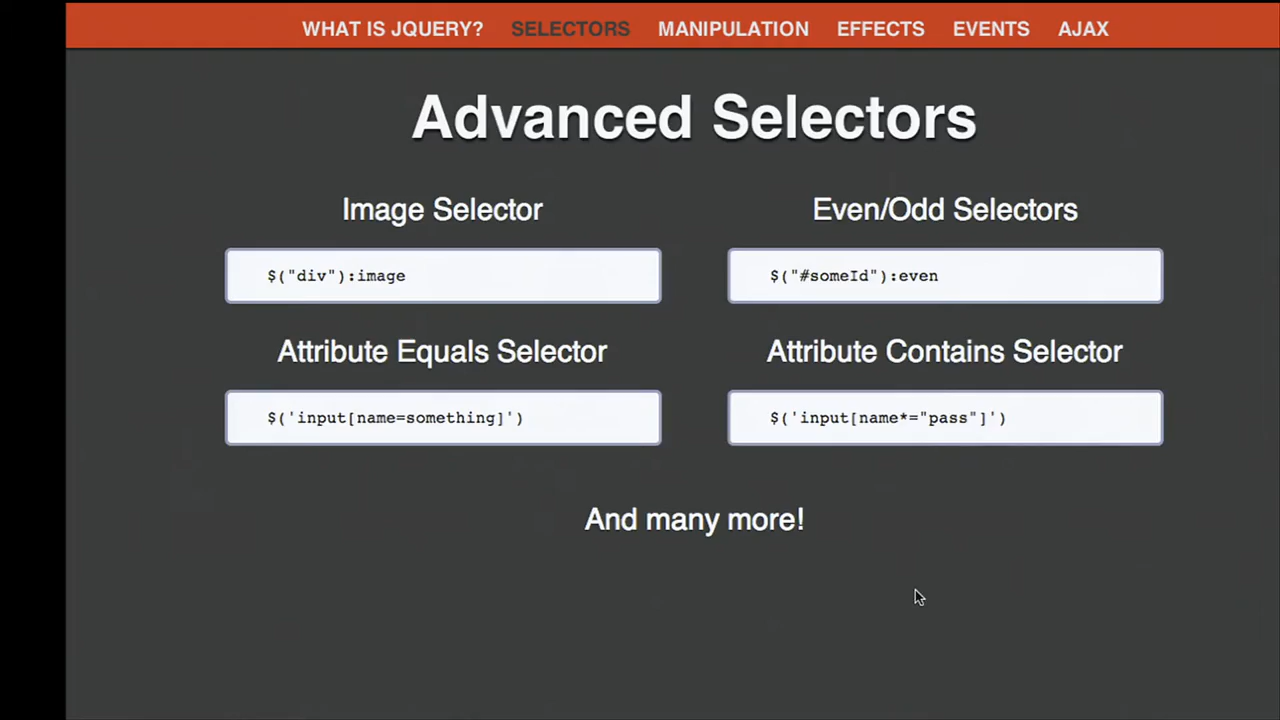 WHAT IS JQUERY? SELECTORS MANIPULATION EFFECTS EVENTS AJAX
Advanced Selectors
Image Selector
$("div"):image
Even/Odd Selectors
$("#someId"):even
Attribute Equals Selector
$('input[name=something]')
Attribute Contains Selector
$('input[name*="pass"]')
And many more!